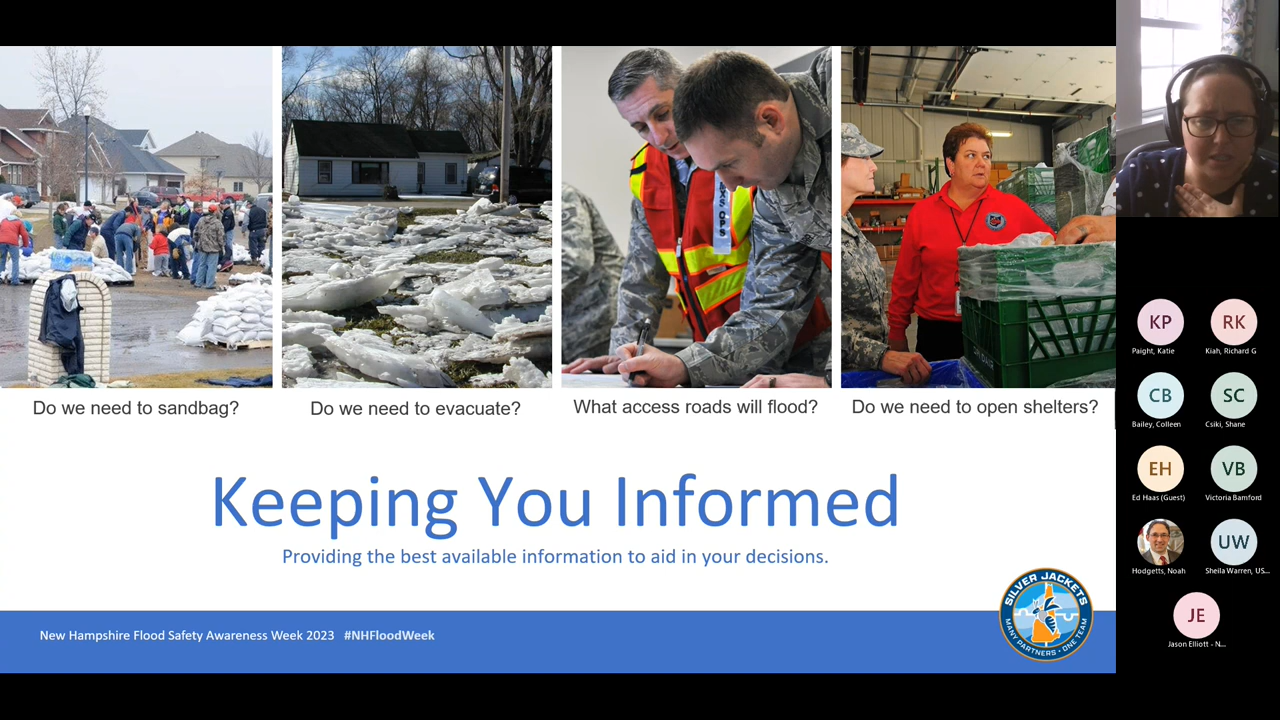 Do we need to sandbag?
Do we need to evacuate?
What access roads will flood?
Do we need to open shelters?
Keeping You Informed
Providing the best available information to aid in your decisions.
New Hampshire Flood Safety Awareness Week 2023 #NHFloodWeek
SILVER JACKETS
MANY PARTNERS • ONE TEAM
KP
RK
Paight, Katie
Kiah, Richard G
CB
SC
Bailey, Colleen
Csiki, Shane
EH
VB
Ed Haas (Guest)
Victoria Bamford
UW
Hodgetts, Noah
Sheila Warren, US...
JE
Jason Elliott - N...